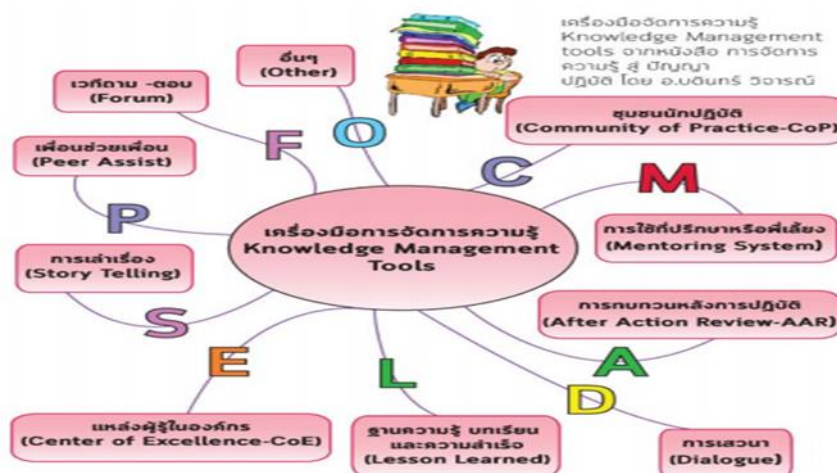 เครื่องมือจัดการความรู้
Knowledge Management
tools จากหนังสือ การจัดการ
ความรู้ สู่ ปัญญา
ปฏิบัติ โดย อ.บดินทร์ วิจารณ์
อื่นๆ
(Other)
เวทีถาม -ตอบ
(Forum)
ชุมชนนักปฏิบัติ
(Community of Practice-CoP)
เพื่อนช่วยเพื่อน
(Peer Assist)
F
O
C
M
P
การใช้ที่ปรึกษาหรือพี่เลี้ยง
(Mentoring System)
เครื่องมือการจัดการความรู้
Knowledge Management
Tools
การเล่าเรื่อง
(Story Telling)
การทบทวนหลังการปฏิบัติ
(After Action Review-AAR)
S
E
L
A
D
แหล่งผู้รู้ในองค์กร
(Center of Excellence-CoE)
ฐานความรู้ บทเรียน
และความสำเร็จ
(Lesson Learned)
การเสวนา
(Dialogue)